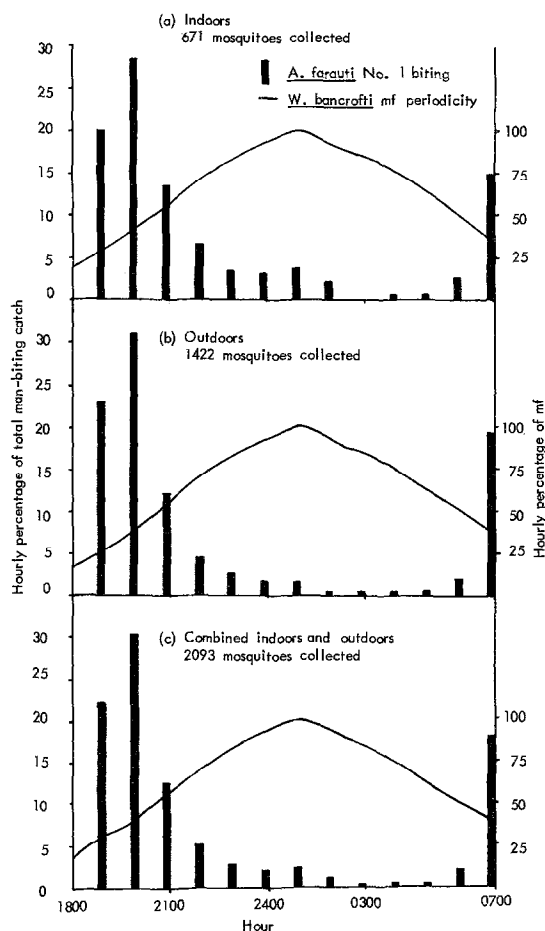 (a) Indoors
671 mosquitoes collected
A. farauti No. 1 biting
W. bancrofti mf periodicity
30
25
20
15
10
5
0
100
75
50
25
(b) Outdoors
1422 mosquitoes collected
30
25
20
15
10
5
0
100
75
50
25
(c) Combined indoors and outdoors
2093 mosquitoes collected
30
25
20
15
10
5
0
100
75
50
25
Hourly percentage of total man-biting catch
Hourly percentage of mf
1800 2100 2400 0300 0700
Hour